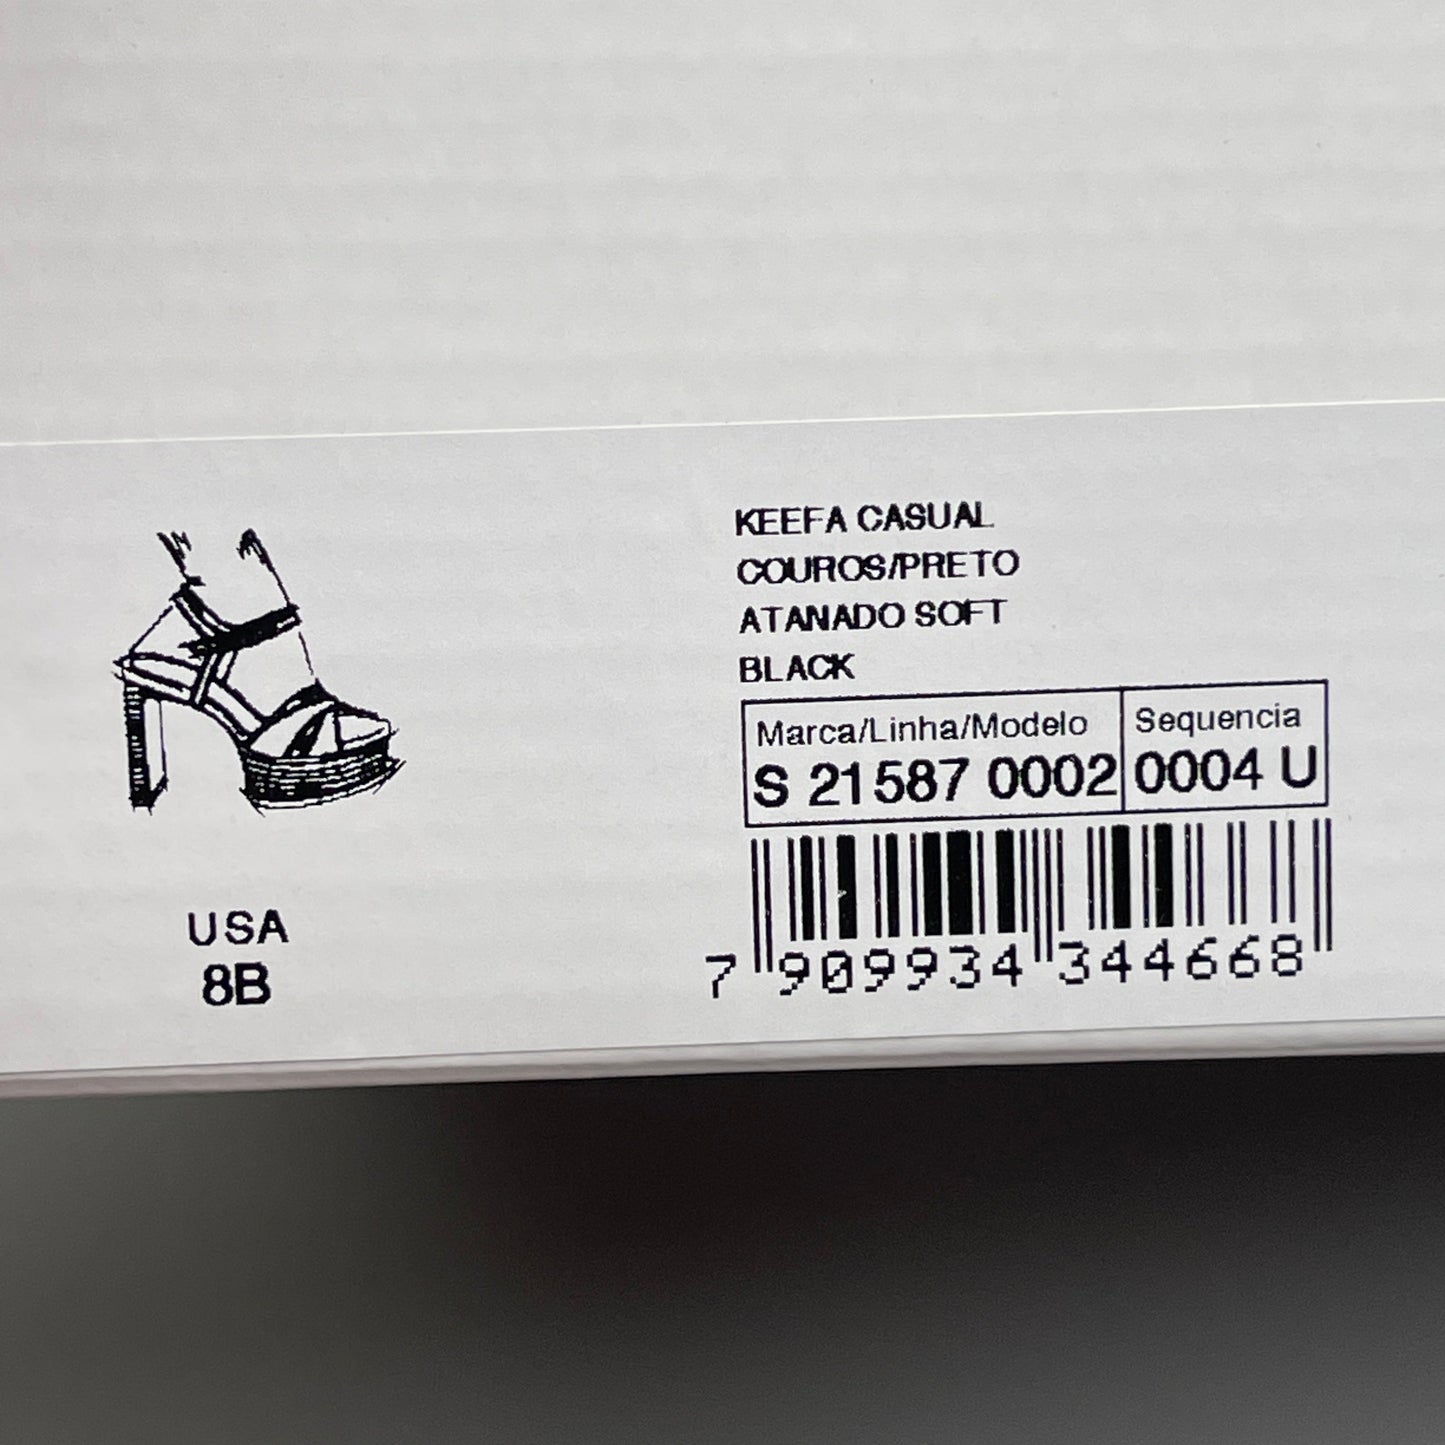 KEEFA CASUAL
COUROS/PRETO
ATANADO SOFT
BLACK
Marca/Linha/Modelo Sequencia
S 21587 0002 0004 U
7 909934 344668
USA
8B